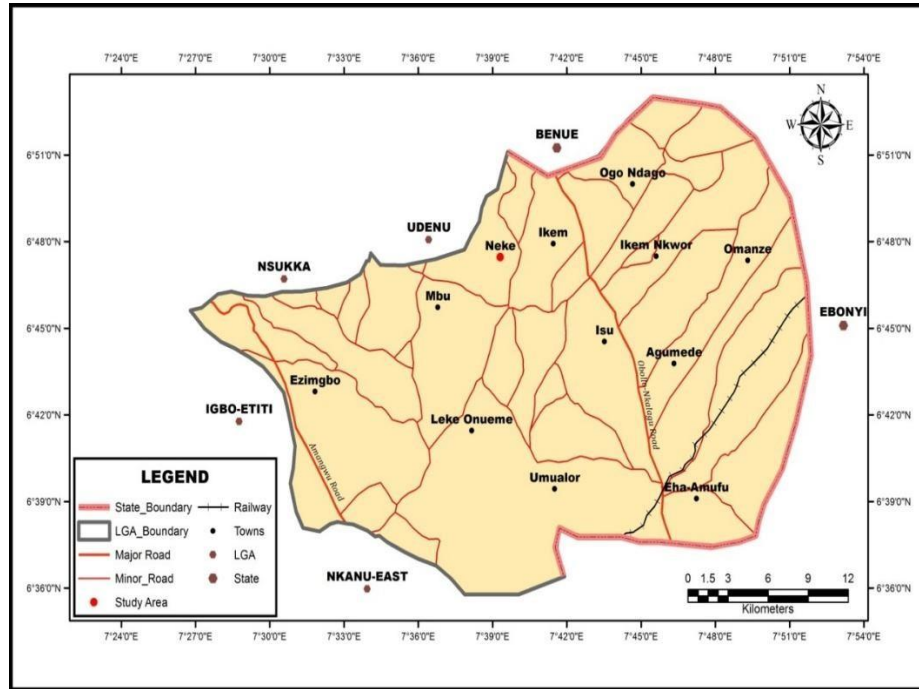 7°24'0"E 7°27'0"E 7°30'0"E 7°33'0"E 7°36'0"E 7°39'0"E 7°42'0"E 7°45'0"E 7°48'0"E 7°51'0"E 7°54'0"E
N
W E
S
BENUE
6°51'0"N 6°51'0"N
Ogo Ndago
UDENU
Neke
Ikem
Ikem Nkwor
Omanze
6°48'0"N 6°48'0"N
NSUKKA
Mbu
EBONYI
6°45'0"N 6°45'0"N
Isu
Agumede
Ezimgbo
Obollo-Nkalagu Road
IGBO-ETITI
6°42'0"N 6°42'0"N
Leke Onueme
Amangwu Road
Umualor
Eha-Amufu
6°39'0"N 6°39'0"N
LEGEND
State_Boundary Railway
LGA_Boundary Towns
Major Road LGA
Minor_Road State
Study Area
NKANU-EAST
6°36'0"N 6°36'0"N
0 1.5 3 6 9 12
Kilometers
7°24'0"E 7°27'0"E 7°30'0"E 7°33'0"E 7°36'0"E 7°39'0"E 7°42'0"E 7°45'0"E 7°48'0"E 7°51'0"E 7°54'0"E